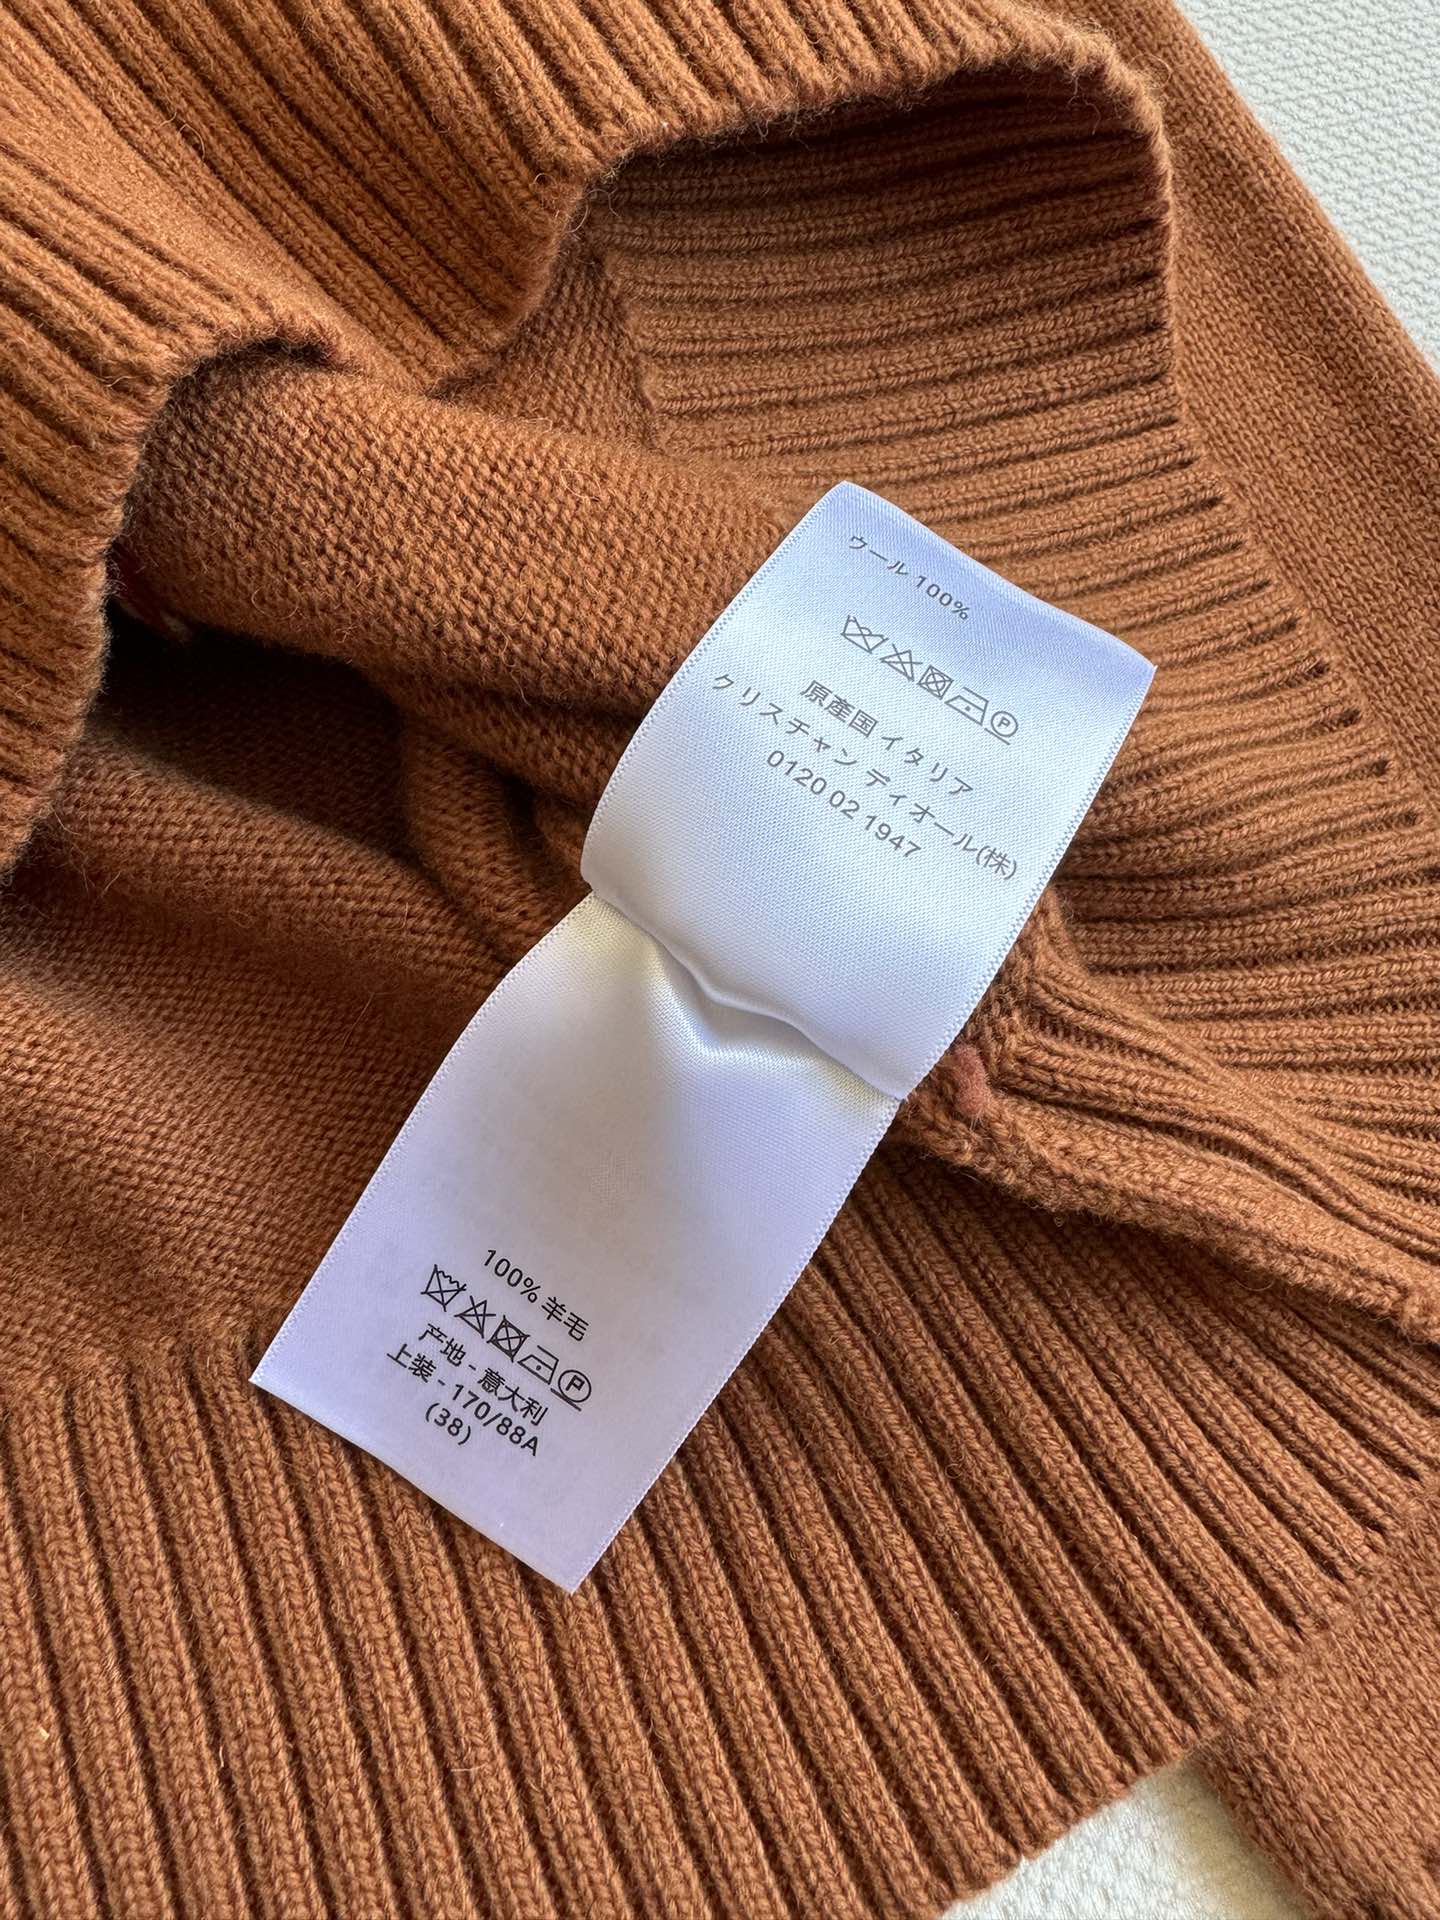 ウール 100%
原産国 イタリア
クリスチャン ディオール(株)
0120 02 1947
100% 羊毛
产地 - 意大利
上装 - 170/88A
(38)